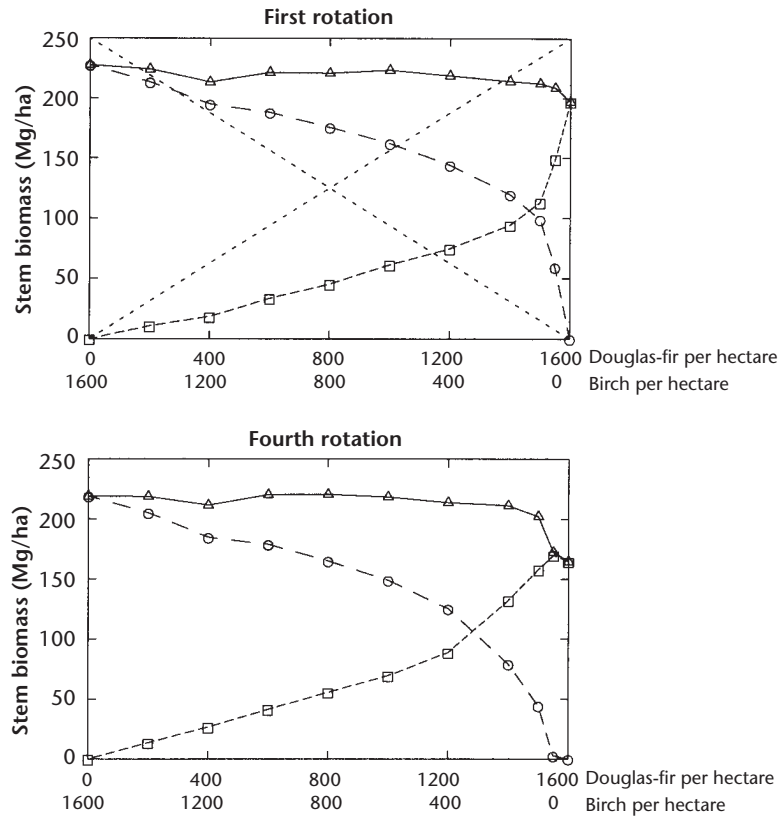 First rotation
Stem biomass (Mg/ha)
250
200
150
100
50
0
0 400 800 1200 1600 Douglas-fir per hectare
1600 1200 800 400 0 Birch per hectare
Fourth rotation
Stem biomass (Mg/ha)
250
200
150
100
50
0
0 400 800 1200 1600 Douglas-fir per hectare
1600 1200 800 400 0 Birch per hectare